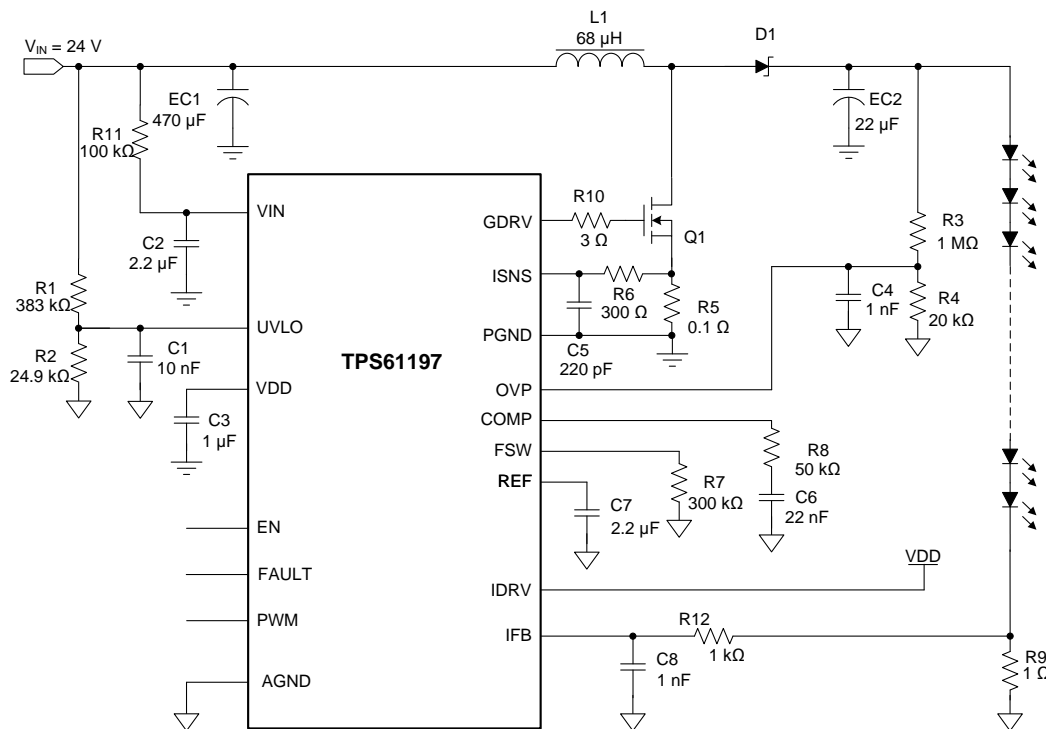 L1
68 µH
D1
VIN = 24 V
EC1
470 µF
R11
100 kΩ
EC2
22 µF
VIN
C2
2.2 µF
GDRV
R10
3 Ω
Q1
R3
1 MΩ
ISNS
R6
300 Ω
R5
0.1 Ω
C4
1 nF
R4
20 kΩ
R1
383 kΩ
UVLO
R2
24.9 kΩ
C1
10 nF
PGND
C5
220 pF
TPS61197
VDD
C3
1 µF
OVP
COMP
FSW
REF
R8
50 kΩ
R7
300 kΩ
C6
22 nF
C7
2.2 µF
EN
FAULT
PWM
AGND
IDRV
VDD
IFB
R12
1 kΩ
C8
1 nF
R9
1 Ω